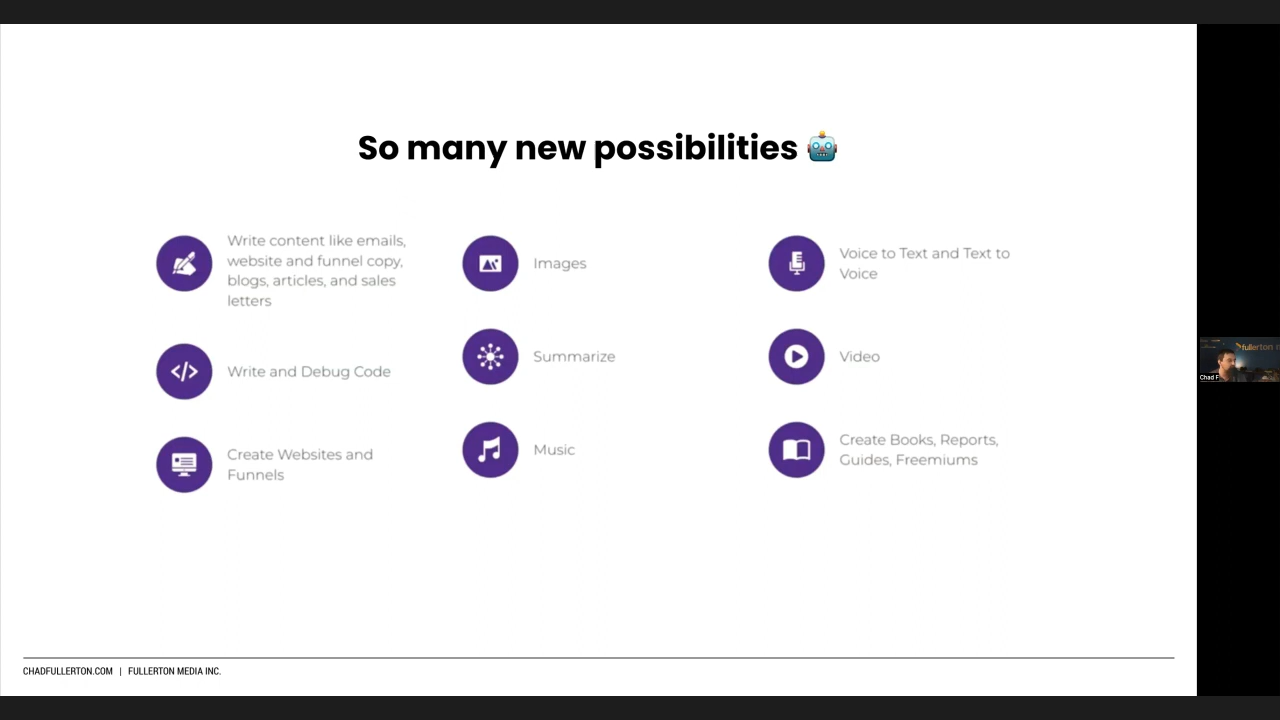 So many new possibilities 🤖
Write content like emails,
website and funnel copy,
blogs, articles, and sales
letters
Write and Debug Code
Create Websites and
Funnels
Images
Summarize
Music
Voice to Text and Text to
Voice
Video
Create Books, Reports,
Guides, Freemiums
fullerton
Chad F
CHADFULLERTON.COM | FULLERTON MEDIA INC.